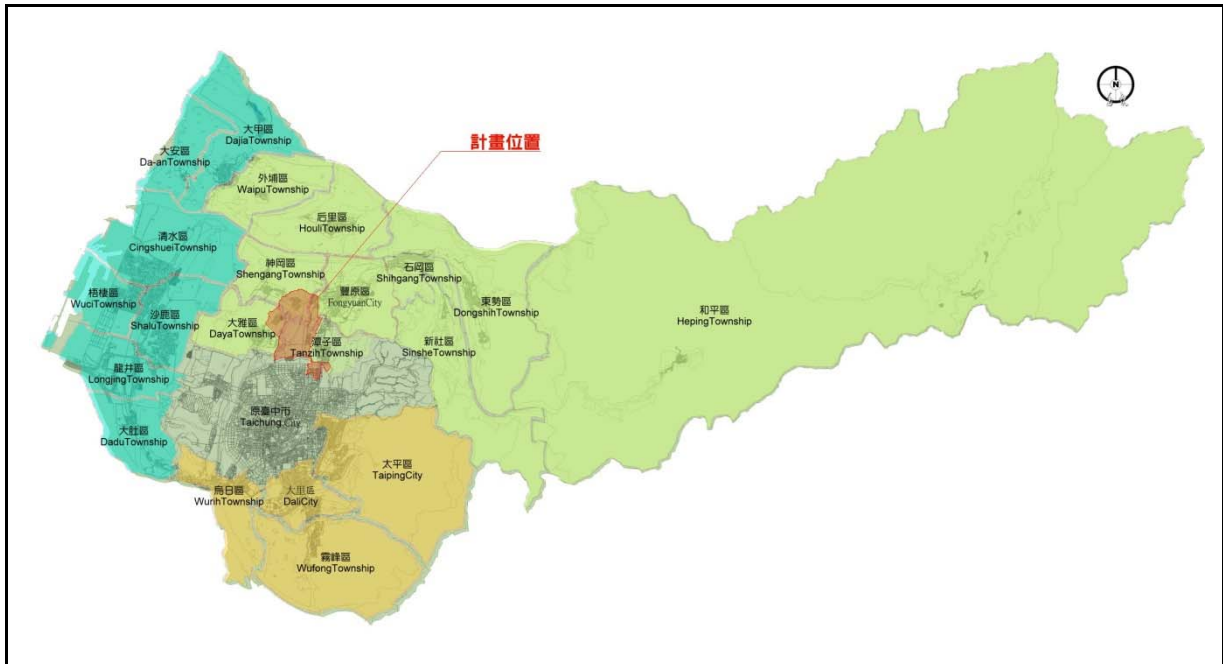 計畫位置
N
大甲區
DajiaTownship
大安區
Da-anTownship
外埔區
WaipuTownship
后里區
HouliTownship
清水區
CingshueiTownship
神岡區
ShengangTownship
石岡區
ShihgangTownship
豐原區
FongyuanCity
梧棲區
WuciTownship
沙鹿區
ShaluTownship
東勢區
DongshihTownship
和平區
HepingTownship
大雅區
DayaTownship
潭子區
TanzihTownship
新社區
SinsheTownship
龍井區
LongjingTownship
原臺中市
Taichung City
大肚區
DaduTownship
太平區
TaipingCity
烏日區
WurihTownship
大里區
DaliCity
霧峰區
WufongTownship